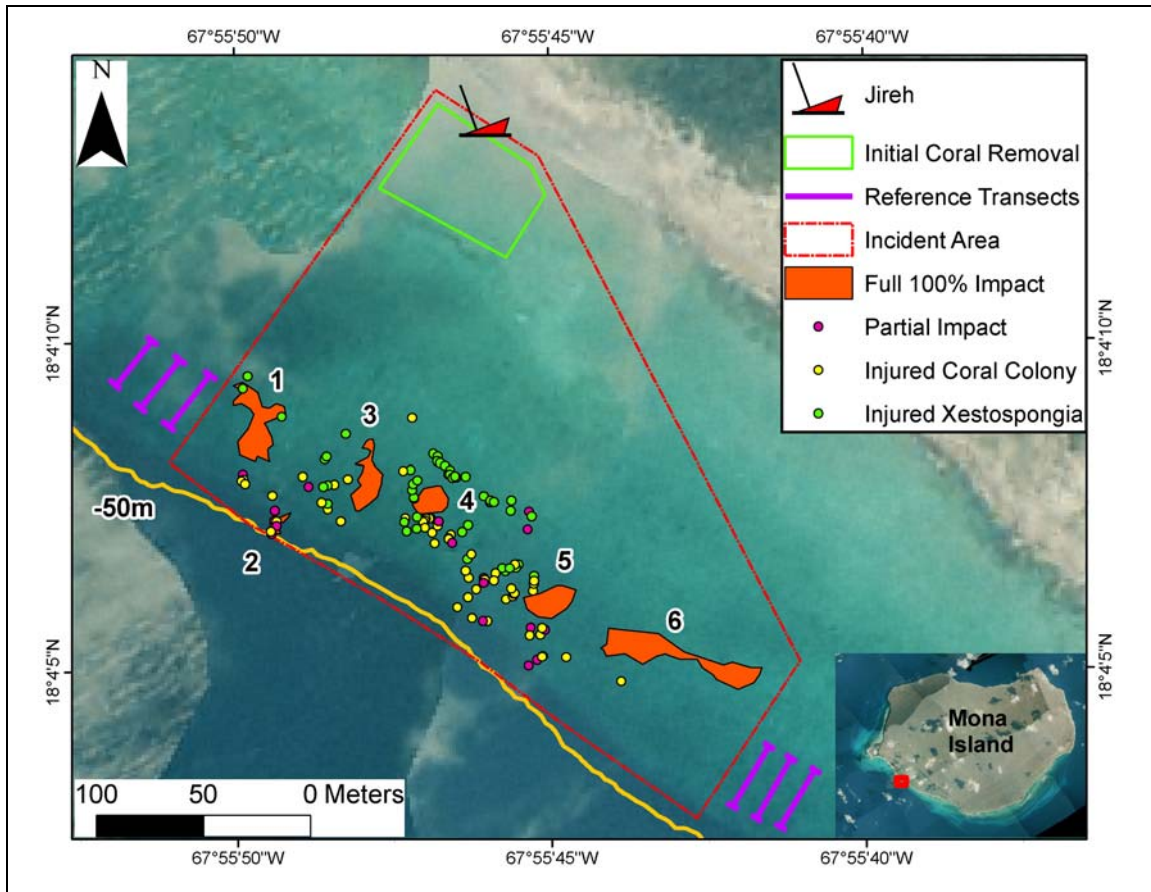 67°55'50"W 67°55'45"W 67°55'40"W
N
Jireh
Initial Coral Removal
Reference Transects
Incident Area
Full 100% Impact
Partial Impact
Injured Coral Colony
Injured Xestospongia
18°4'10"N 18°4'10"N
1
3
4
-50m
2
5
6
18°4'5"N 18°4'5"N
Mona
Island
100 50 0 Meters
67°55'50"W 67°55'45"W 67°55'40"W